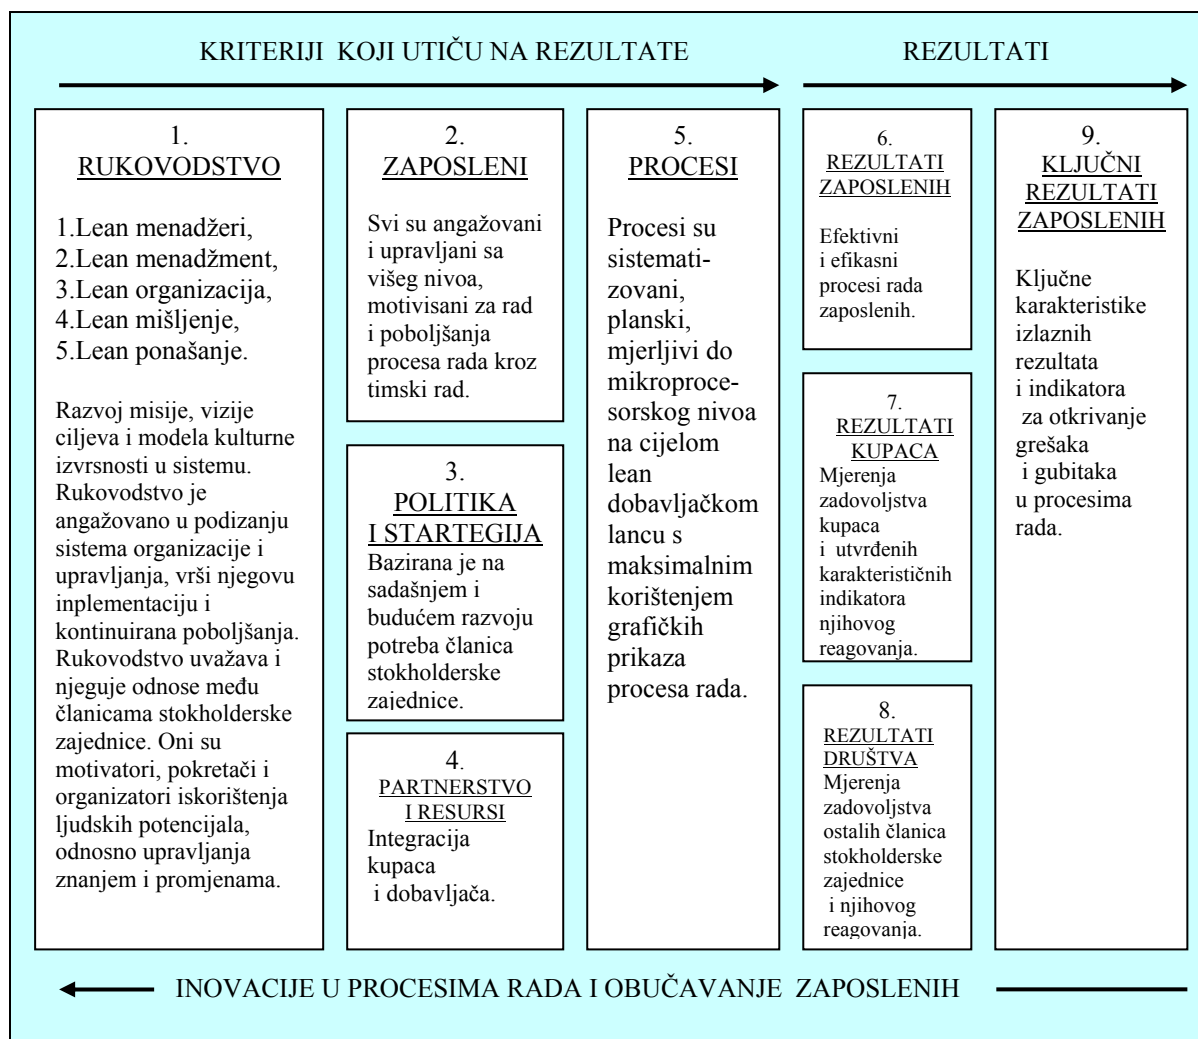 KRITERIJI KOJI UTIČU NA REZULTATE
REZULTATI
1.
RUKOVODSTVO
1.Lean menadžeri,
2.Lean menadžment,
3.Lean organizacija,
4.Lean mišljenje,
5.Lean ponašanje.
Razvoj misije, vizije
ciljeva i modela kulturne
izvrsnosti u sistemu.
Rukovodstvo je
angažovano u podizanju
sistema organizacije i
upravljanja, vrši njegovu
inplementaciju i
kontinuirana poboljšanja.
Rukovodstvo uvažava i
njeguje odnose među
članicama stokholderske
zajednice. Oni su
motivatori, pokretači i
organizatori iskorištenja
ljudskih potencijala,
odnosno upravljanja
znanjem i promjenama.
2.
ZAPOSLENI
Svi su angažovani
i upravljani sa
višeg nivoa,
motivisani za rad
i poboljšanja
procesa rada kroz
timski rad.
3.
POLITIKA
I STARTEGIJA
Bazirana je na
sadašnjem i
budućem razvoju
potreba članica
stokholderske
zajednice.
4.
PARTNERSTVO
I RESURSI
Integracija
kupaca
i dobavljača.
5.
PROCESI
Procesi su
sistemati-
zovani,
planski,
mjerljivi do
mikroproce-
sorskog nivoa
na cijelom
lean
dobavljačkom
lancu s
maksimalnim
korištenjem
grafičkih
prikaza
procesa rada.
6.
REZULTATI
ZAPOSLENIH
Efektivni
i efikasni
procesi rada
zaposlenih.
7.
REZULTATI
KUPACA
Mjerenja
zadovoljstva
kupaca
i utvrđenih
karakterističnih
indikatora
njihovog
reagovanja.
8.
REZULTATI
DRUŠTVA
Mjerenja
zadovoljstva
ostalih članica
stokholderske
zajednice
i njihovog
reagovanja.
9.
KLJUČNI
REZULTATI
ZAPOSLENIH
Ključne
karakteristike
izlaznih
rezultata
i indikatora
za otkrivanje
grešaka
i gubitaka
u procesima
rada.
INOVACIJE U PROCESIMA RADA I OBUČAVANJE ZAPOSLENIH